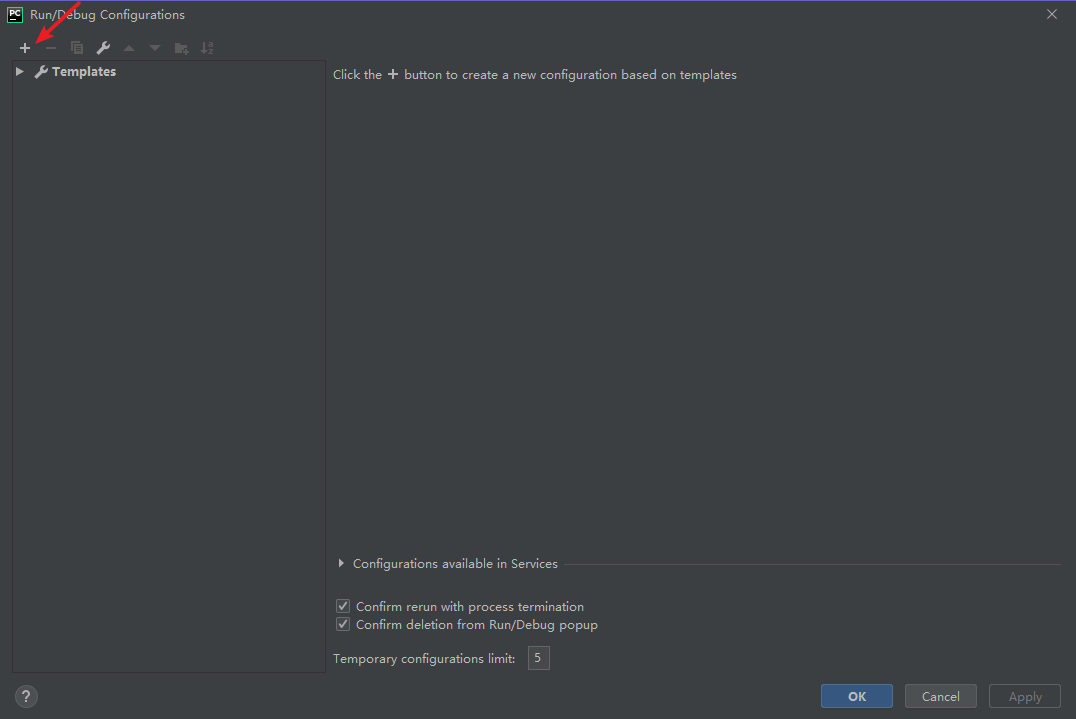 PC Run/Debug Configurations
Templates
Click the + button to create a new configuration based on templates
Configurations available in Services
Confirm rerun with process termination
Confirm deletion from Run/Debug popup
Temporary configurations limit: 5
? OK Cancel Apply